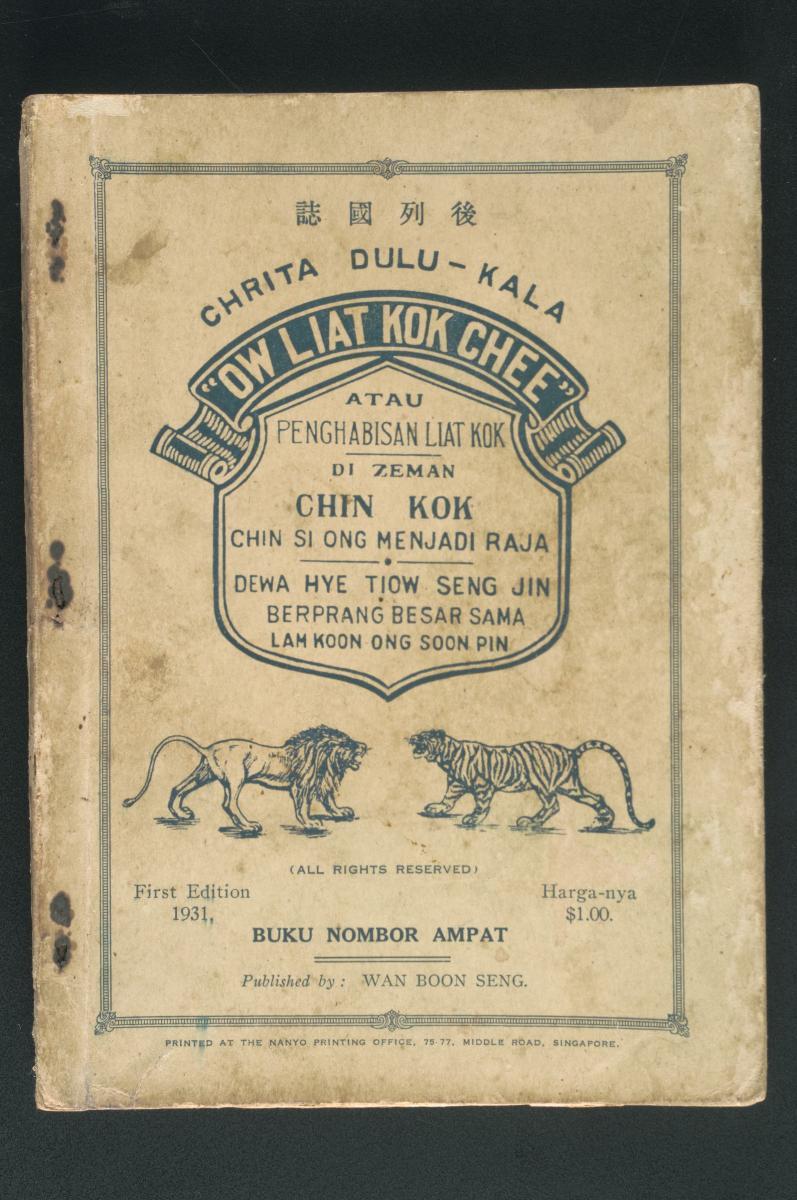 後列國誌
CHRITA DULU-KALA
"OW LIAT KOK CHEE"
ATAU
PENGHABISAN LIAT KOK
DI ZEMAN
CHIN KOK
CHIN SI ONG MENJADI RAJA
DEWA HYE TIOW SENG JIN
BERPRANG BESAR SAMA
LAM KOON ONG SOON PIN
(ALL RIGHTS RESERVED)
First Edition
1931,
Harga-nya
$1.00.
BUKU NOMBOR AMPAT
Published by: WAN BOON SENG.
PRINTED AT THE NANYO PRINTING OFFICE, 75-77, MIDDLE ROAD, SINGAPORE.